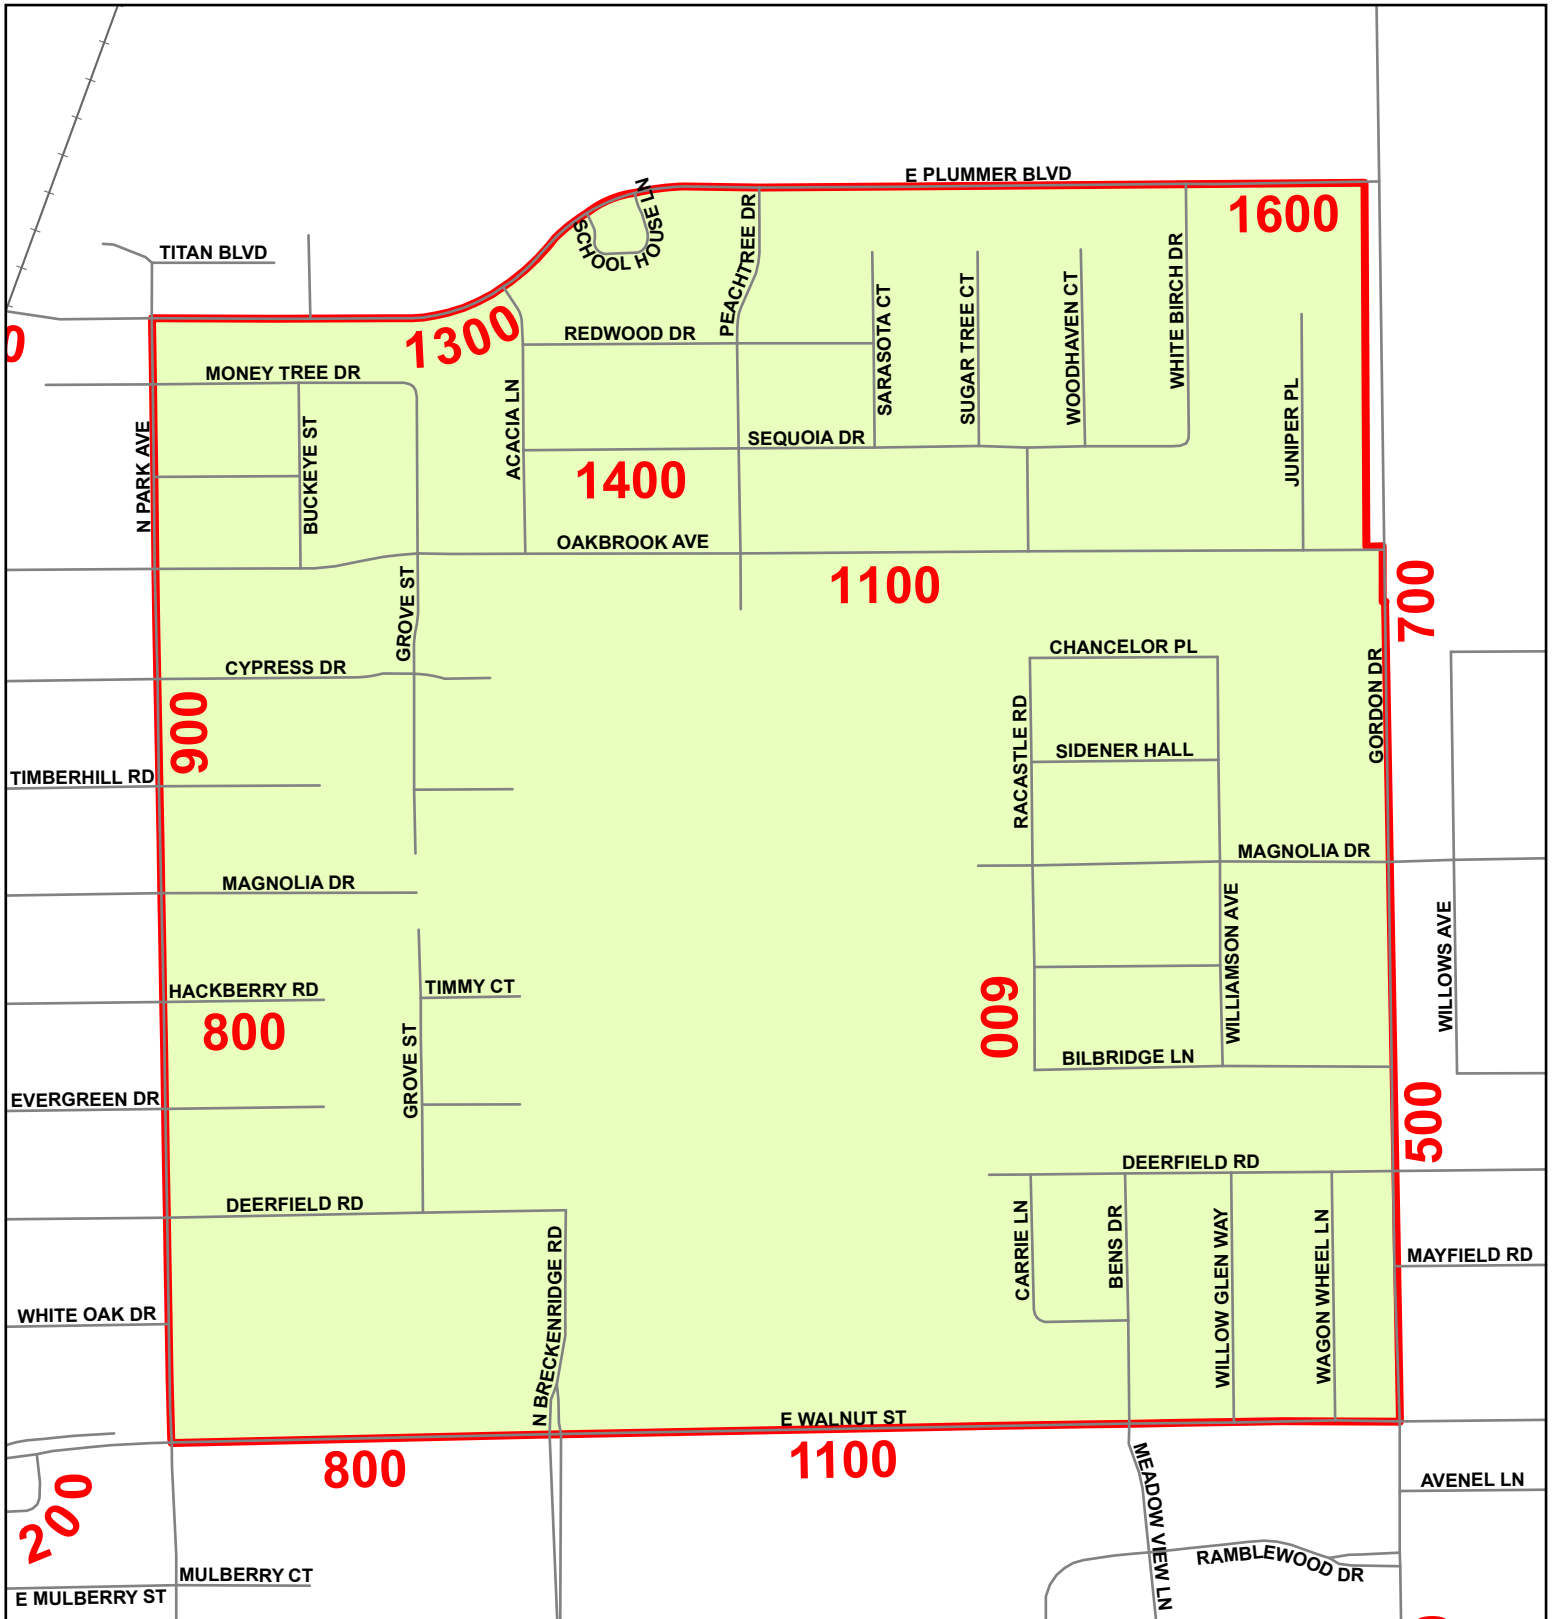 E PLUMMER BLVD
1600
SCHOOL HOUSE LN
TITAN BLVD
PEACHTREE DR
WHITE BIRCH DR
1300
REDWOOD DR
SARASOTA CT
SUGAR TREE CT
WOODHAVEN CT
0
MONEY TREE DR
JUNIPER PL
ACACIA LN
N PARK AVE
BUCKEYE ST
SEQUOIA DR
1400
OAKBROOK AVE
1100
700
GROVE ST
CYPRESS DR
CHANCELOR PL
GORDON DR
900
RACASTLE RD
SIDENER HALL
TIMBERHILL RD
MAGNOLIA DR
MAGNOLIA DR
WILLIAMSON AVE
WILLOWS AVE
HACKBERRY RD
TIMMY CT
800
600
GROVE ST
BILBRIDGE LN
EVERGREEN DR
500
DEERFIELD RD
DEERFIELD RD
CARRIE LN
BENS DR
WILLOW GLEN WAY
WAGON WHEEL LN
MAYFIELD RD
N BRECKENRIDGE RD
WHITE OAK DR
E WALNUT ST
800
1100
200
MEADOW VIEW LN
AVENEL LN
RAMBLEWOOD DR
MULBERRY CT
E MULBERRY ST